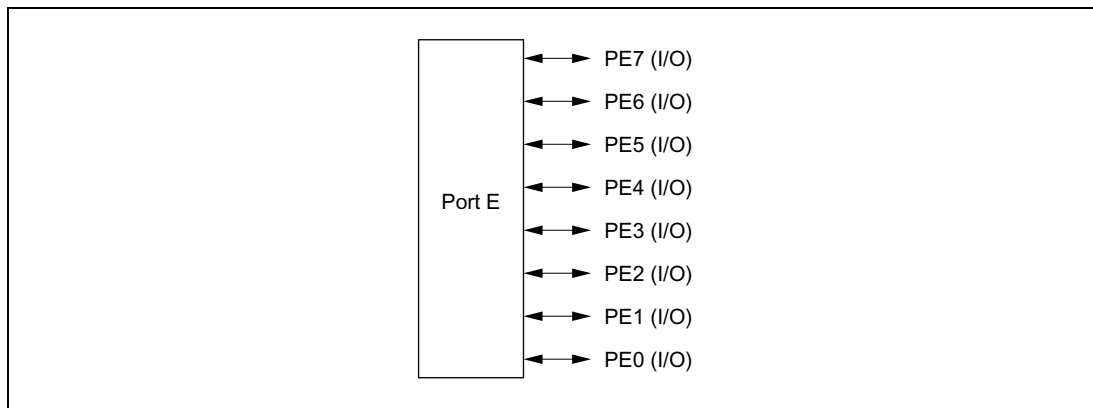 PE7 (I/O)
PE6 (I/O)
PE5 (I/O)
PE4 (I/O)
Port E
PE3 (I/O)
PE2 (I/O)
PE1 (I/O)
PE0 (I/O)